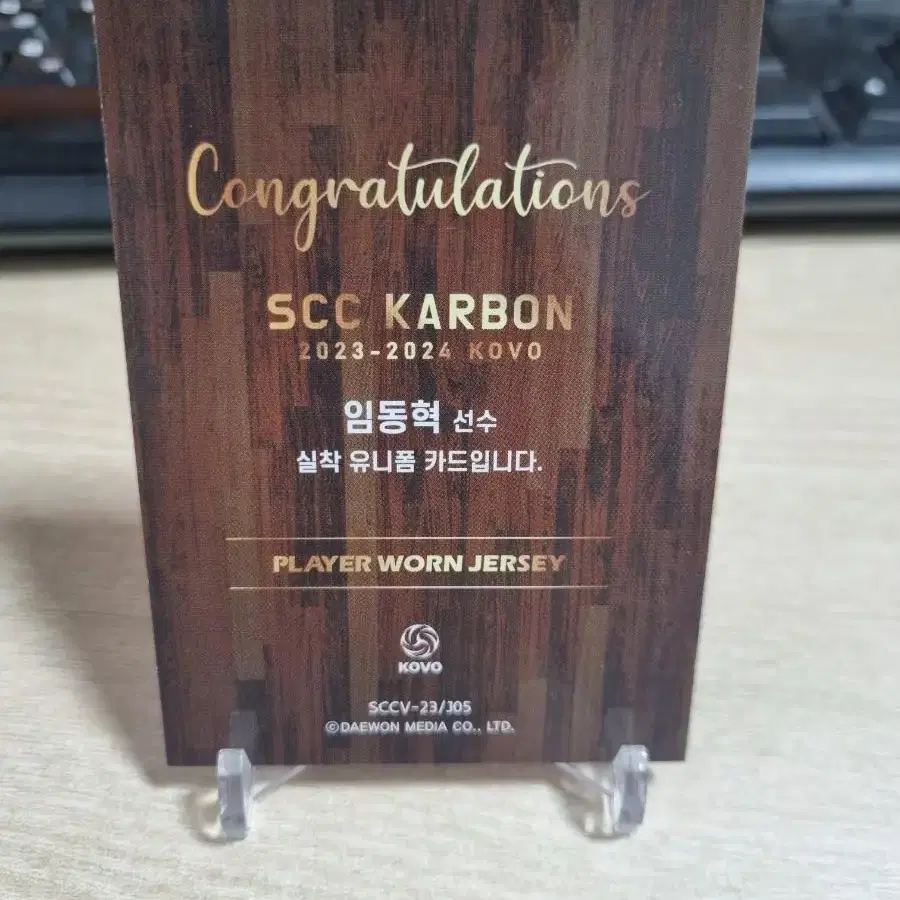 Congratulations
SCC KARBON
2023-2024 KOVO
임동혁 선수
실착 유니폼 카드입니다.
PLAYER WORN JERSEY
KOVO
SCCV-23/J05
©DAEWON MEDIA CO., LTD.